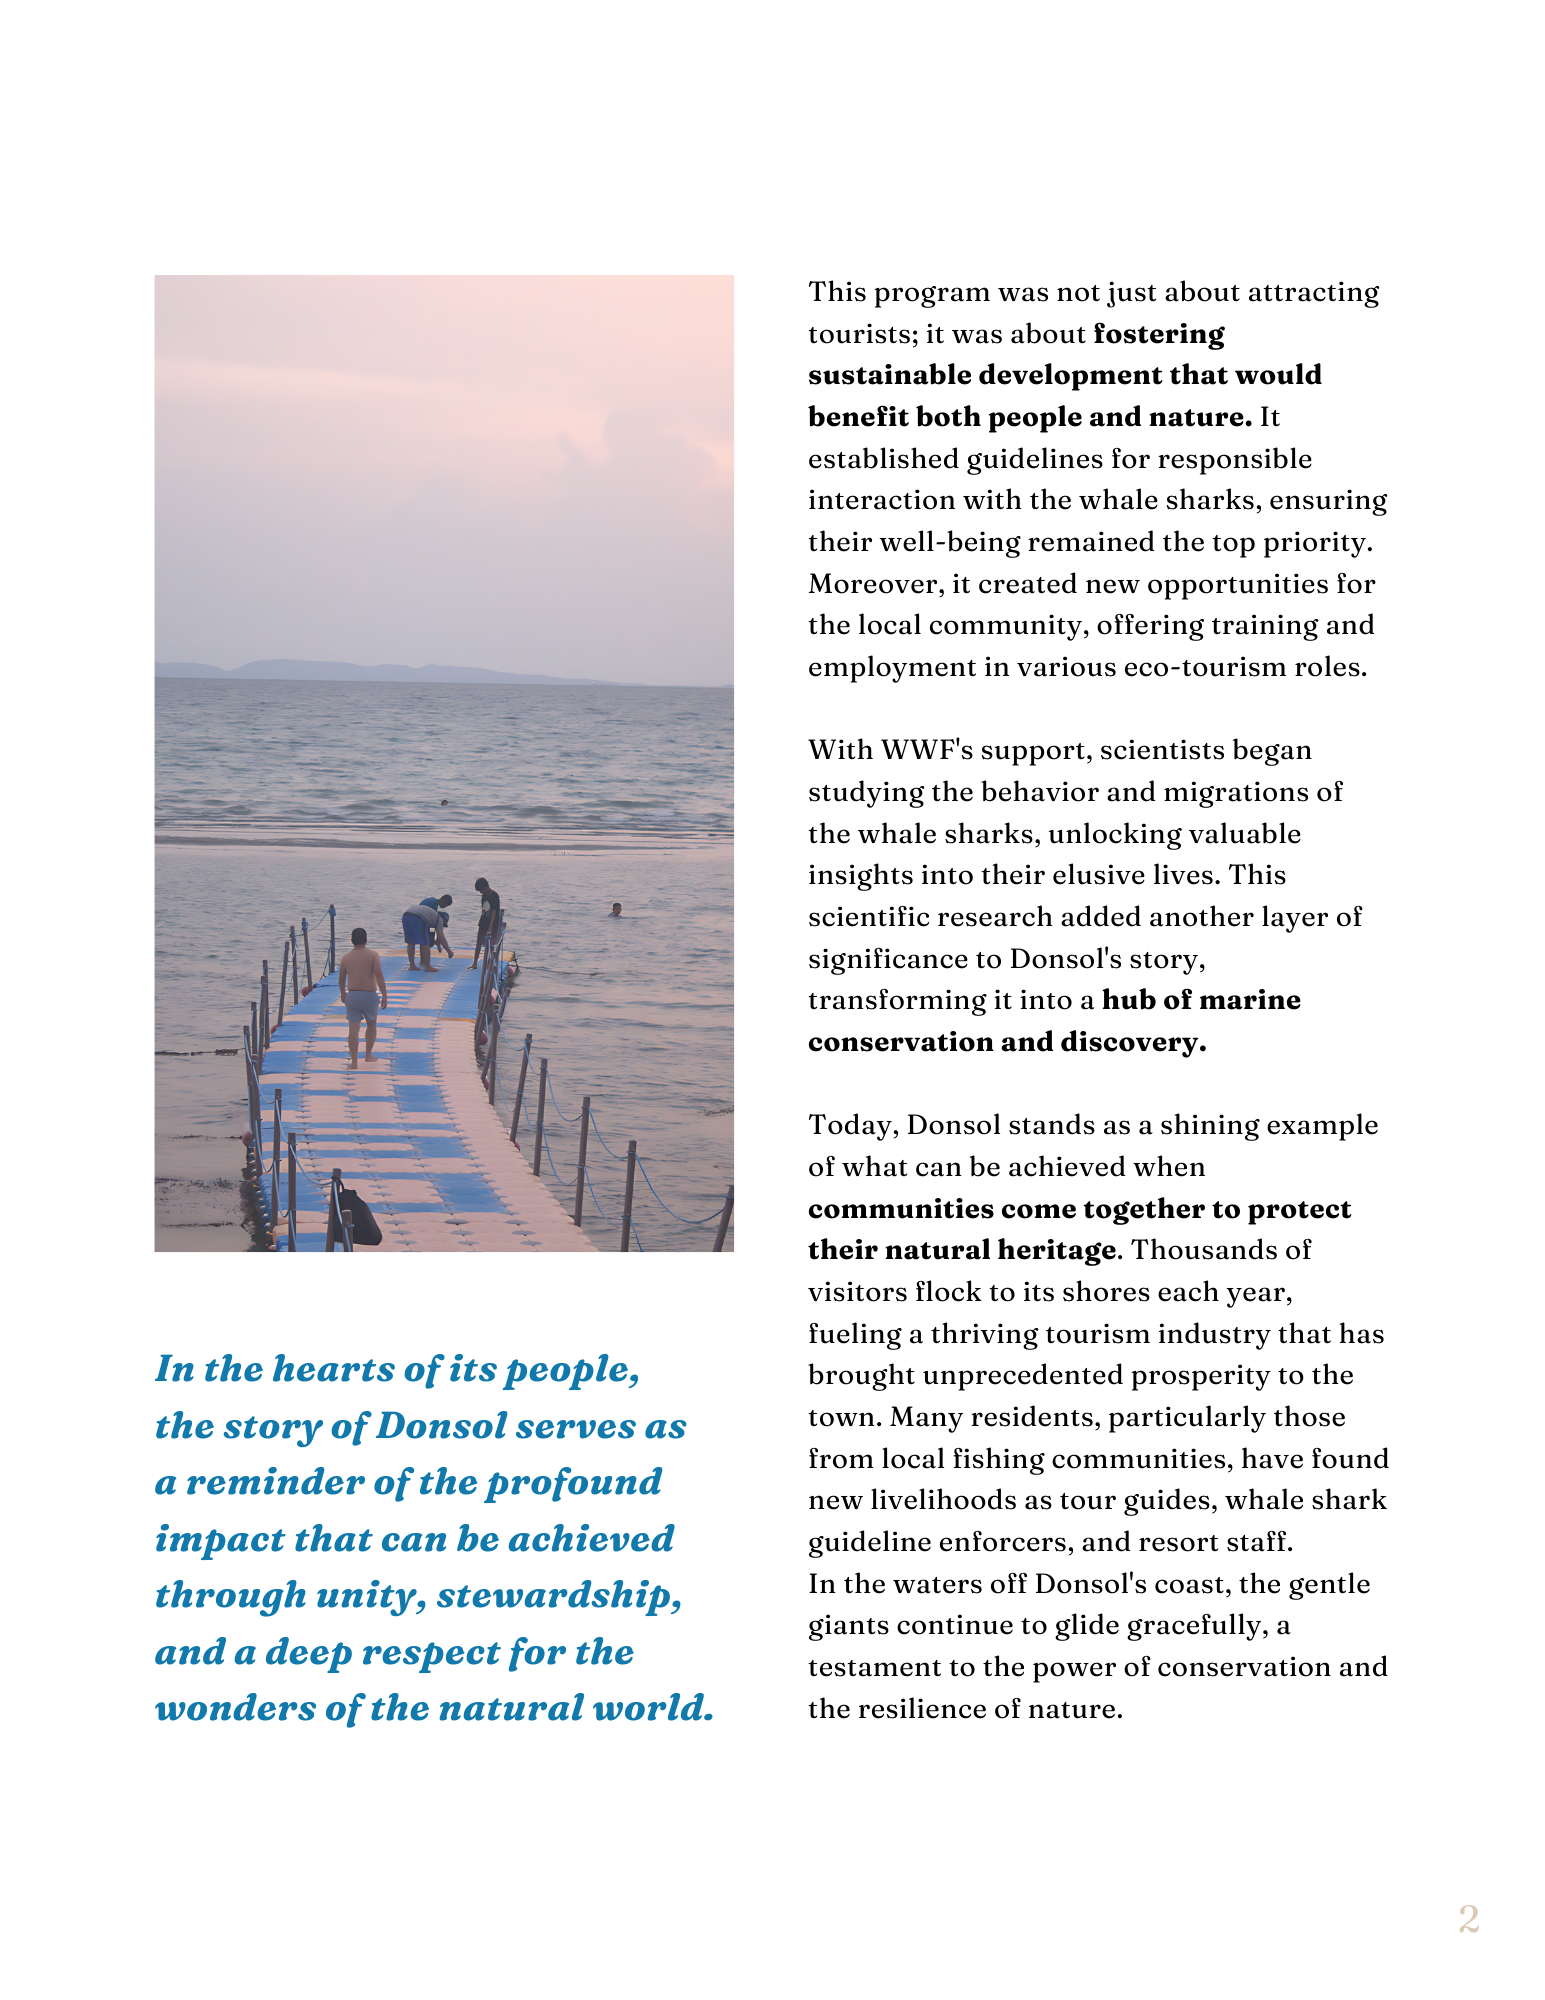 This program was not just about attracting
tourists; it was about fostering
sustainable development that would
benefit both people and nature. It
established guidelines for responsible
interaction with the whale sharks, ensuring
their well-being remained the top priority.
Moreover, it created new opportunities for
the local community, offering training and
employment in various eco-tourism roles.
With WWF's support, scientists began
studying the behavior and migrations of
the whale sharks, unlocking valuable
insights into their elusive lives. This
scientific research added another layer of
significance to Donsol's story,
transforming it into a hub of marine
conservation and discovery.
Today, Donsol stands as a shining example
of what can be achieved when
communities come together to protect
their natural heritage. Thousands of
visitors flock to its shores each year,
fueling a thriving tourism industry that has
brought unprecedented prosperity to the
town. Many residents, particularly those
from local fishing communities, have found
new livelihoods as tour guides, whale shark
guideline enforcers, and resort staff.
In the waters off Donsol's coast, the gentle
giants continue to glide gracefully, a
testament to the power of conservation and
the resilience of nature.
In the hearts of its people,
the story of Donsol serves as
a reminder of the profound
impact that can be achieved
through unity, stewardship,
and a deep respect for the
wonders of the natural world.
2